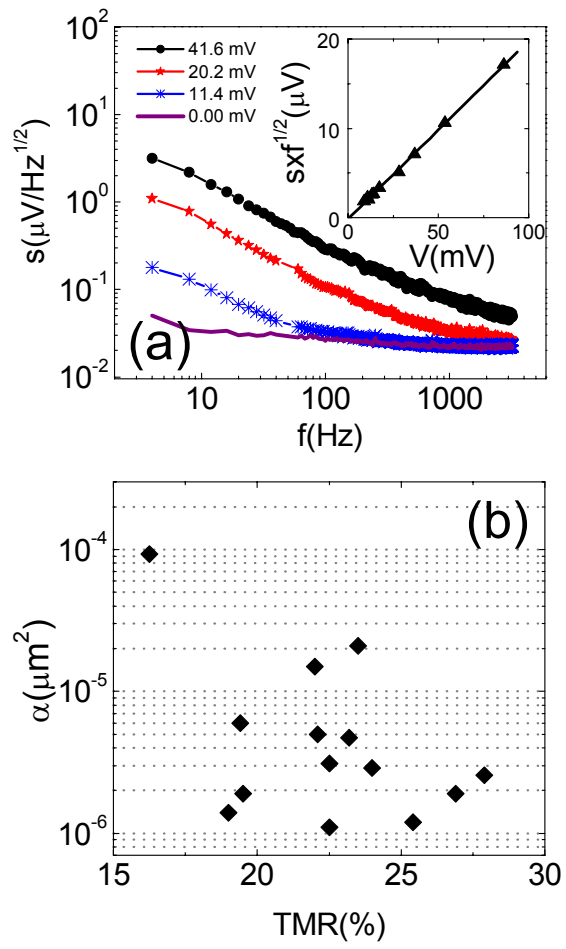 s(μV/Hz^{1/2})
10^2
10^1
10^0
10^{-1}
10^{-2}
41.6 mV
20.2 mV
11.4 mV
0.00 mV
sxf^{1/2}(μV)
20
10
0
0 50 100
V(mV)
(a)
10 100 1000
f(Hz)
(b)
α(μm^2)
10^{-4}
10^{-5}
10^{-6}
15 20 25 30
TMR(%)